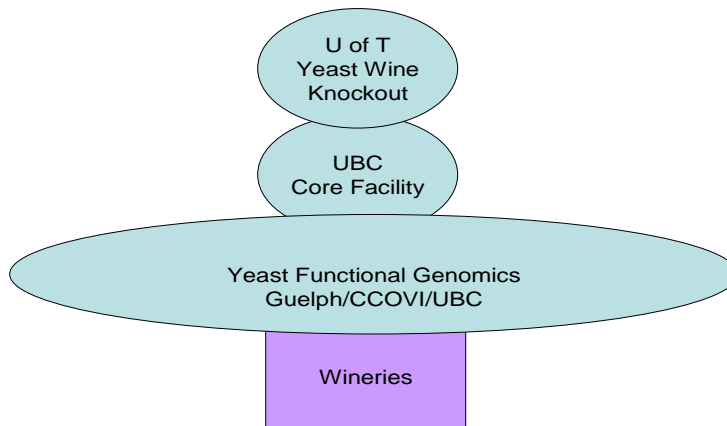 U of T
Yeast Wine
Knockout
UBC
Core Facility
Yeast Functional Genomics
Guelph/CCOVI/UBC
Wineries